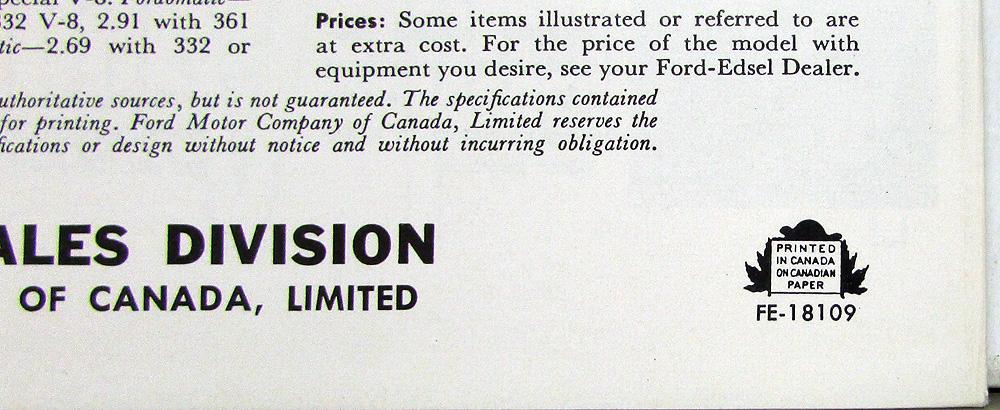 332 V-8, 2.91 with 361
tic—2.69 with 332 or
Prices: Some items illustrated or referred to are
at extra cost. For the price of the model with
equipment you desire, see your Ford-Edsel Dealer.
uthoritative sources, but is not guaranteed. The specifications contained
for printing. Ford Motor Company of Canada, Limited reserves the
fications or design without notice and without incurring obligation.
ALES DIVISION
OF CANADA, LIMITED
PRINTED
IN CANADA
ON CANADIAN
PAPER
FE-18109